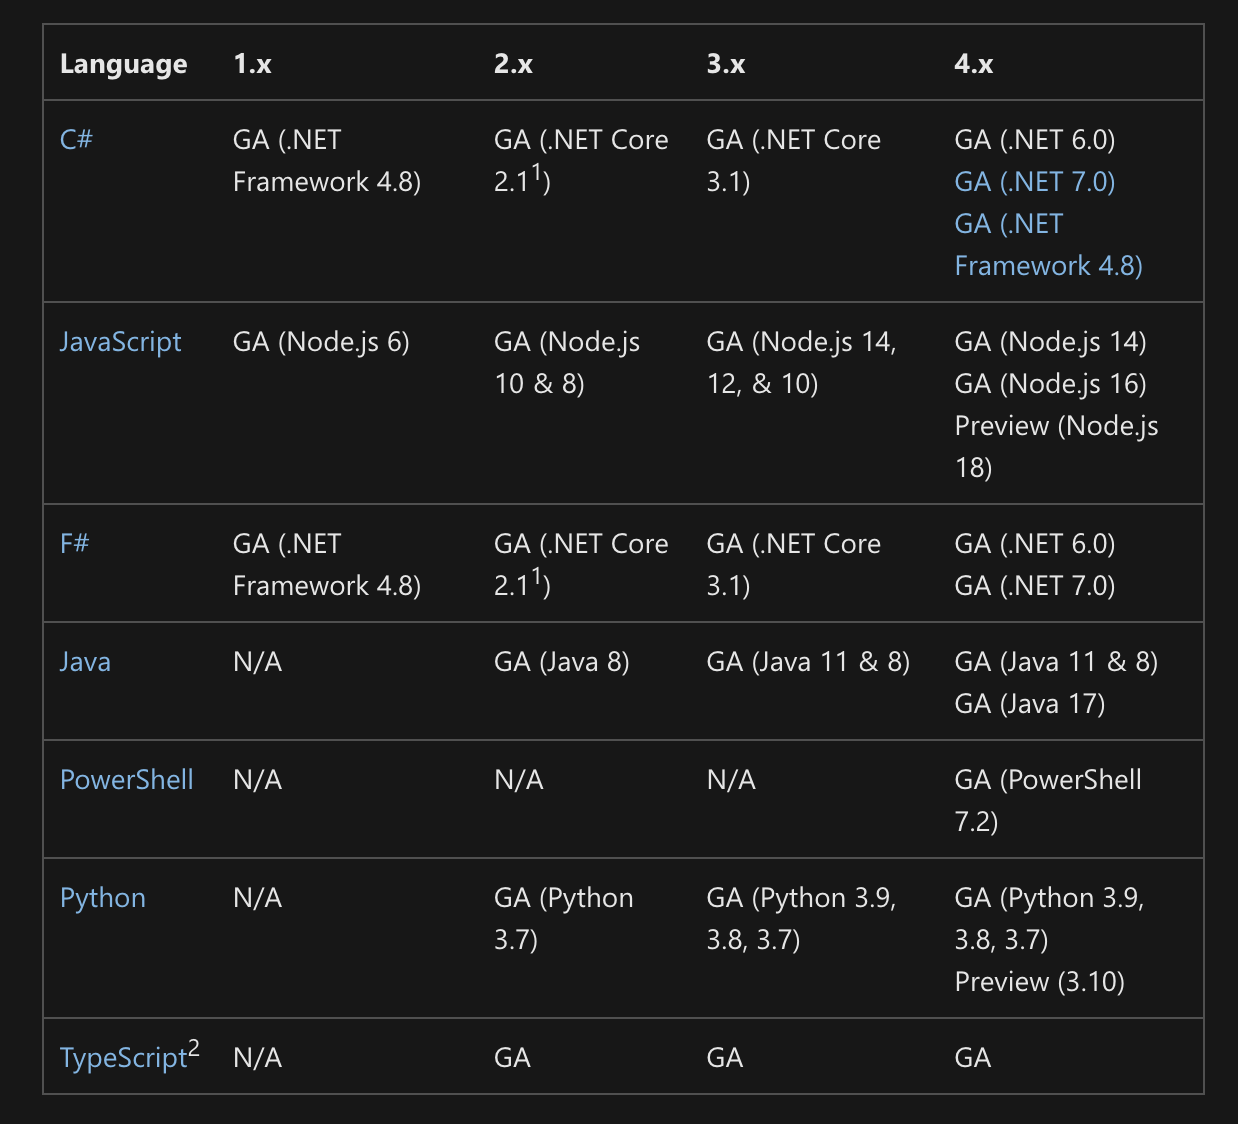 Language 1.x 2.x 3.x 4.x
C# GA (.NET GA (.NET Core GA (.NET Core GA (.NET 6.0)
Framework 4.8) 2.1¹) 3.1) GA (.NET 7.0)
GA (.NET
Framework 4.8)
JavaScript GA (Node.js 6) GA (Node.js GA (Node.js 14, GA (Node.js 14)
10 & 8) 12, & 10) GA (Node.js 16)
Preview (Node.js
18)
F# GA (.NET GA (.NET Core GA (.NET Core GA (.NET 6.0)
Framework 4.8) 2.1¹) 3.1) GA (.NET 7.0)
Java N/A GA (Java 8) GA (Java 11 & 8) GA (Java 11 & 8)
GA (Java 17)
PowerShell N/A N/A N/A GA (PowerShell
7.2)
Python N/A GA (Python GA (Python 3.9, GA (Python 3.9,
3.7) 3.8, 3.7) 3.8, 3.7)
Preview (3.10)
TypeScript² N/A GA GA GA